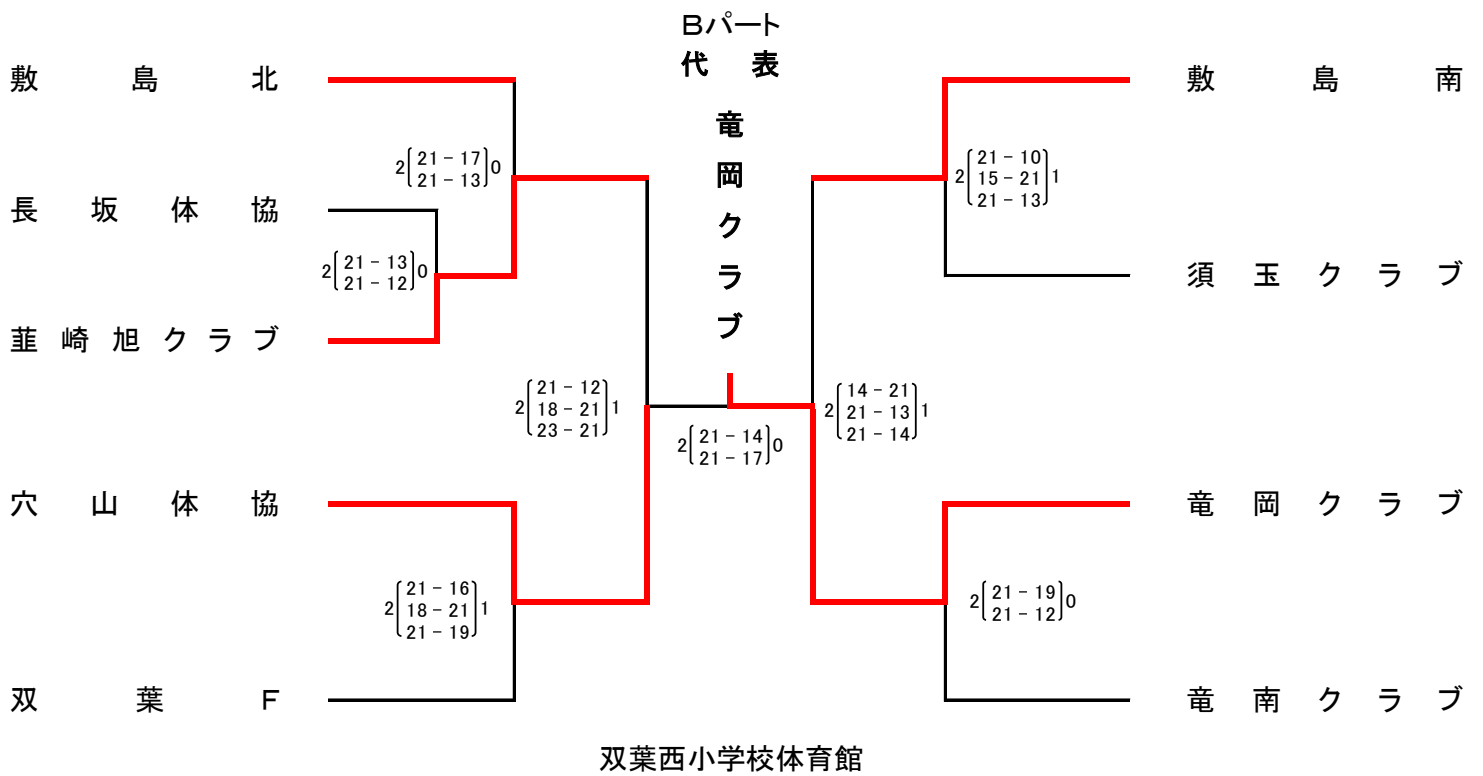 Bパート
代表
竜岡クラブ
敷島北
2 21－17 0
21－13
長坂体協
2 21－13 0
21－12
韮崎旭クラブ
2 21－12 1
18－21
23－21
穴山体協
2 21－16 1
18－21
21－19
双葉F
2 21－14 0
21－17
敷島南
2 21－10 1
15－21
21－13
須玉クラブ
2 14－21 1
21－13
21－14
竜岡クラブ
2 21－19 0
21－12
竜南クラブ
双葉西小学校体育館